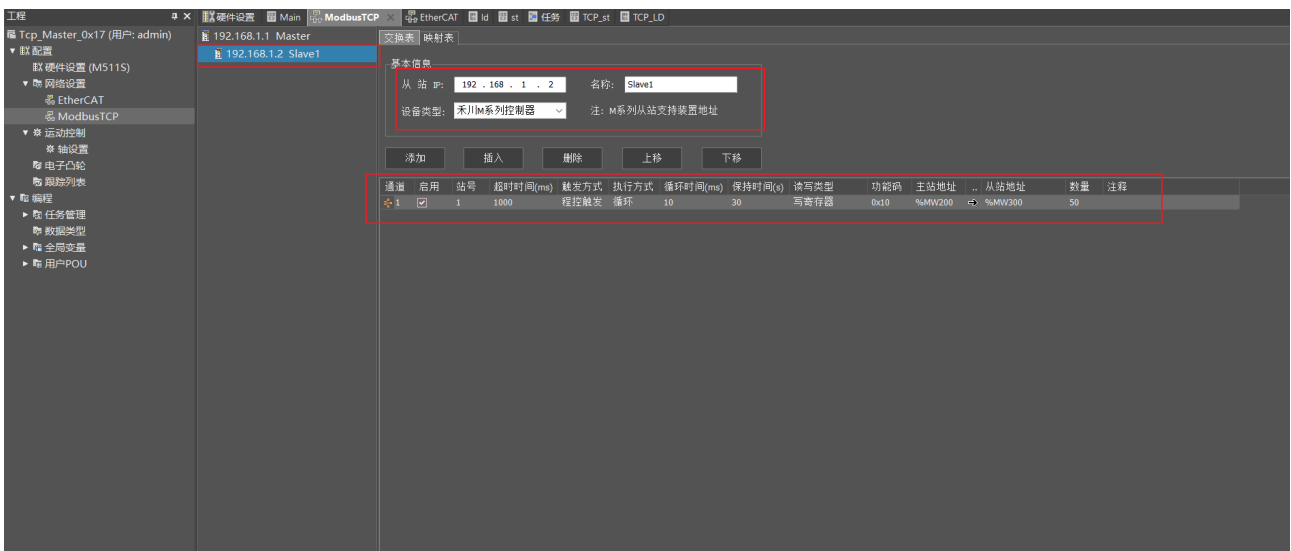 工程
硬件设置 Main ModbusTCP EtherCAT ld st 任务 TCP_st TCP_LD
Tcp_Master_0x17 (用户: admin)
配置
硬件设置 (M511S)
网络设置
EtherCAT
ModbusTCP
运动控制
轴设置
电子凸轮
跟踪列表
编程
任务管理
数据类型
全局变量
用户POU
192.168.1.1 Master
192.168.1.2 Slave1
交换表 映射表
基本信息
从 站 IP: 192 . 168 . 1 . 2 名称: Slave1
设备类型: 禾川M系列控制器 注: M系列从站支持装置地址
添加 插入 删除 上移 下移
通道 启用 站号 超时时间(ms) 触发方式 执行方式 循环时间(ms) 保持时间(s) 读写类型 功能码 主站地址 .. 从站地址 数量 注释
1 1 1000 程控触发 循环 10 30 写寄存器 0x10 %MW200 %MW300 50